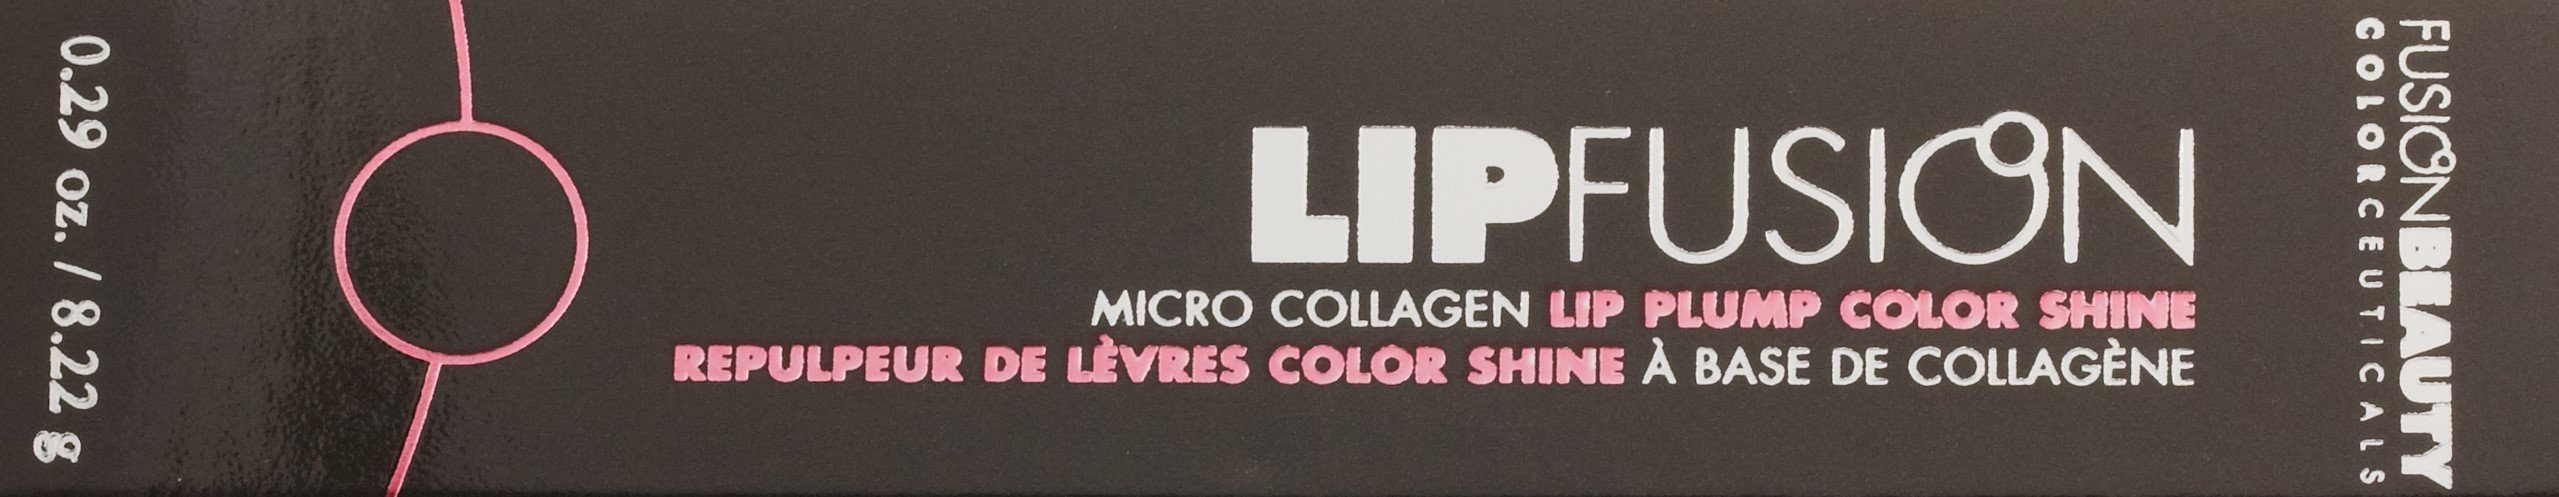 0.29 oz. / 8.22 g
LIPFUSION
MICRO COLLAGEN LIP PLUMP COLOR SHINE
REPULPEUR DE LÈVRES COLOR SHINE À BASE DE COLLAGÈNE
FUSIONBEAUTY
COLORCEUTICALS